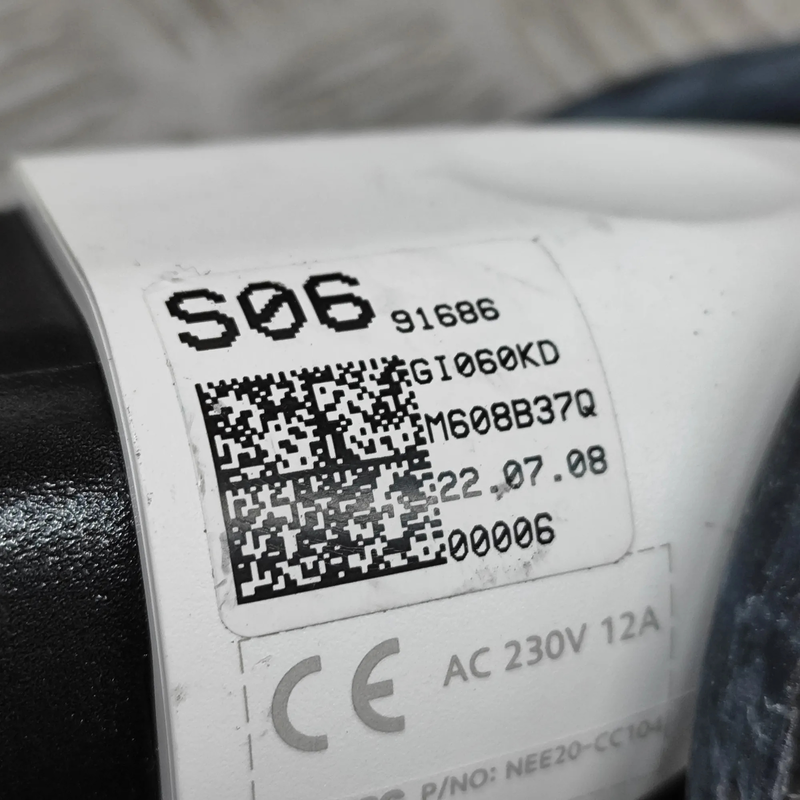 S06 91686
GI060KD
M608B37Q
22.07.08
00006
CE AC 230V 12A
P/NO: NEE20-CC104